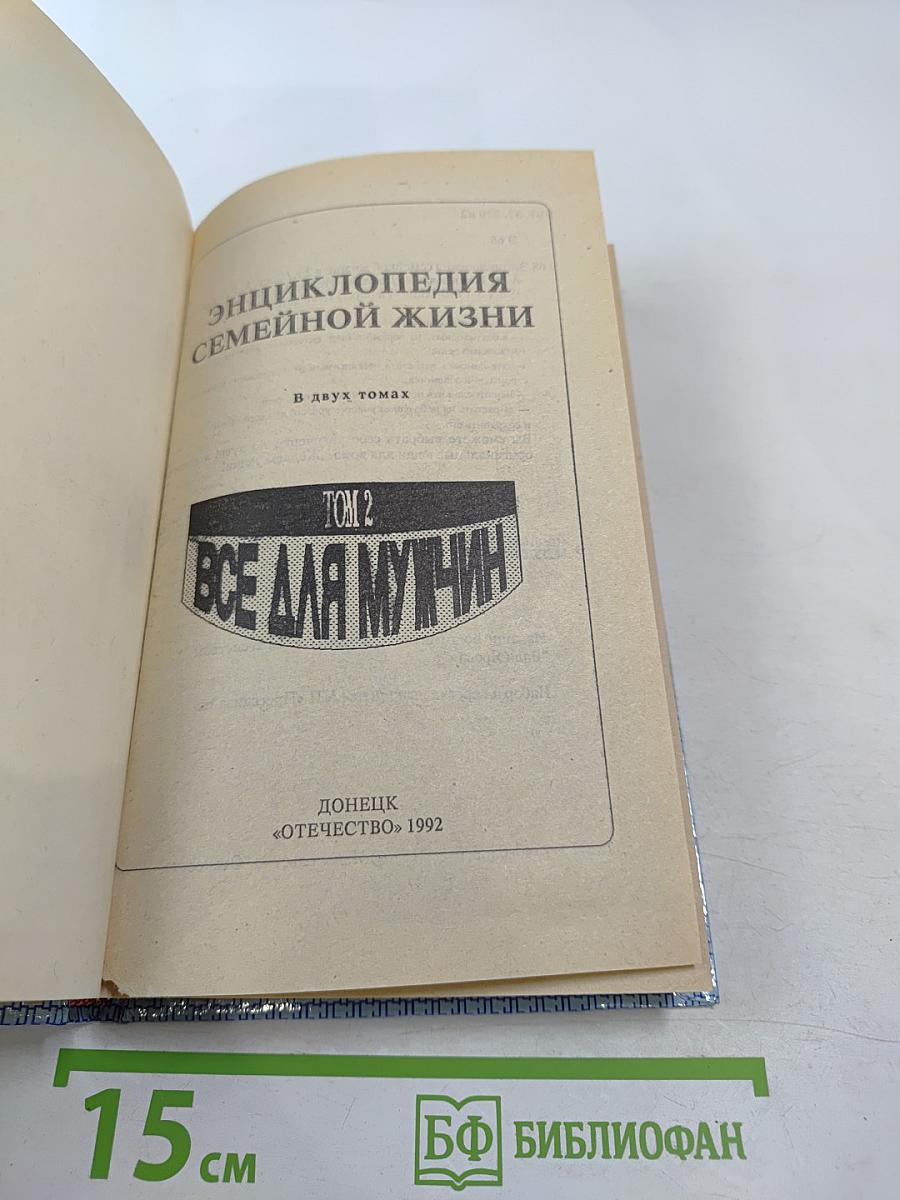 ЭНЦИКЛОПЕДИЯ
СЕМЕЙНОЙ ЖИЗНИ
В двух томах
ТОМ 2
ВСЕ ДЛЯ МУЖЧИН
ДОНЕЦК
«ОТЕЧЕСТВО» 1992
15 см
БФ БИБЛИОФАН